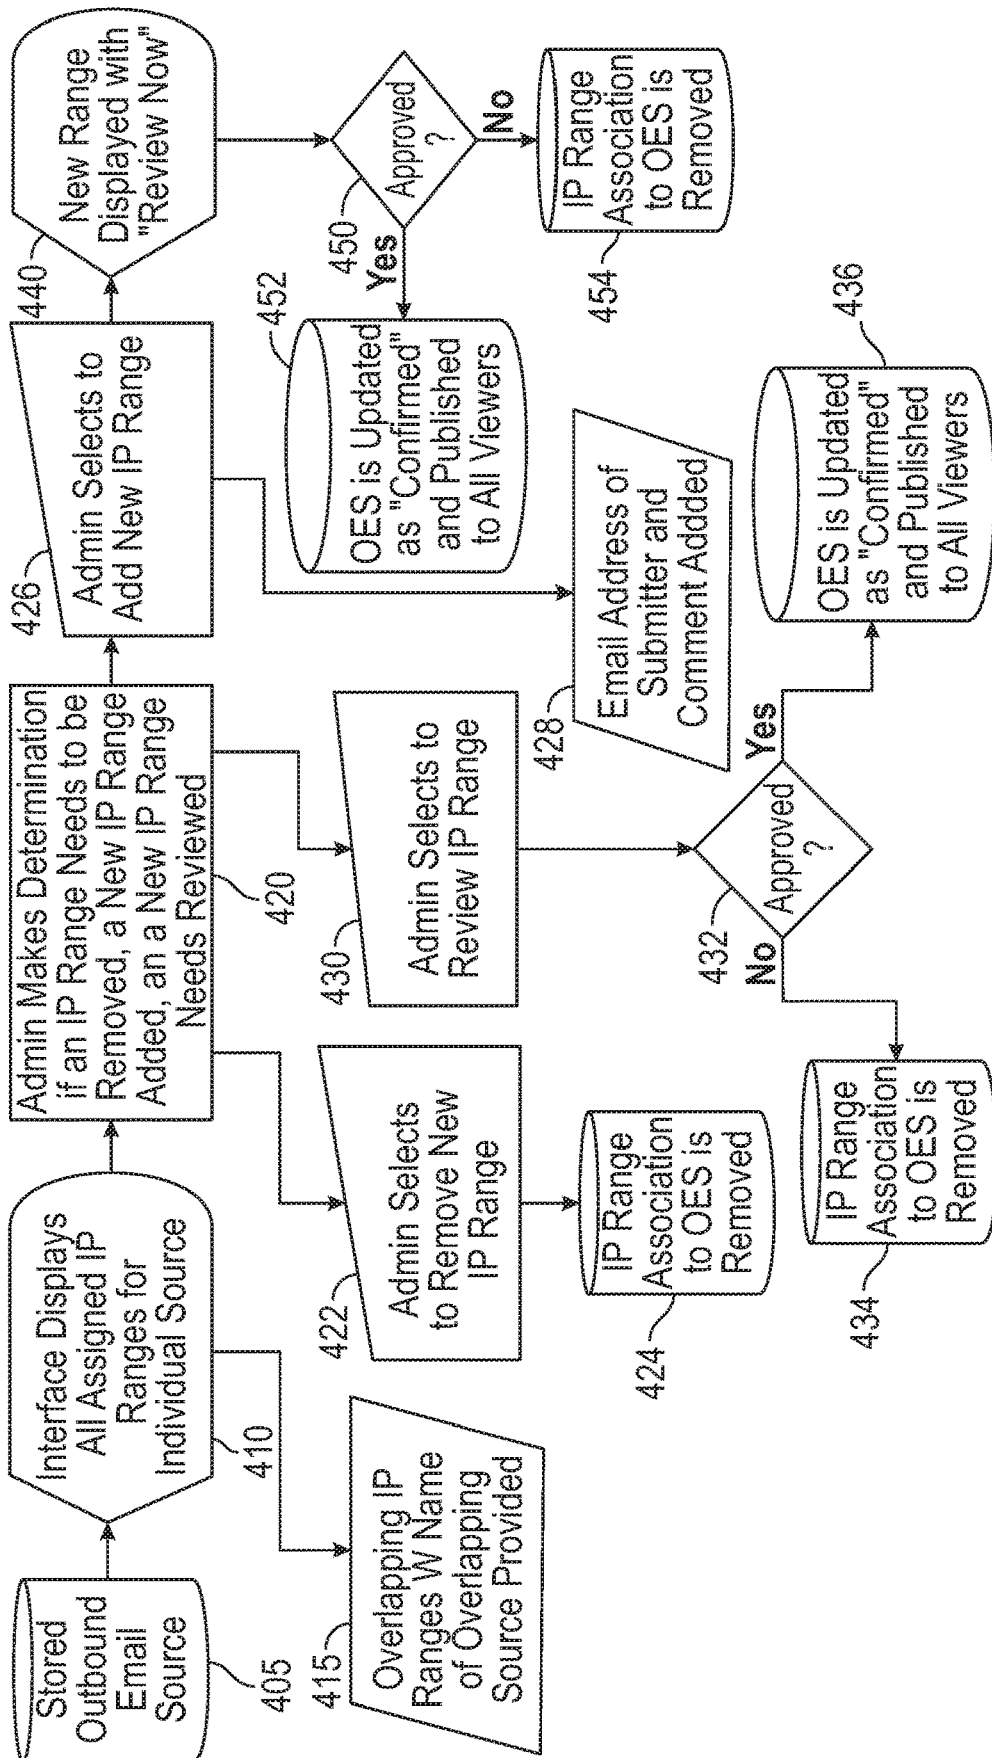 Stored
Outbound
Email
Source
405
Interface Displays
All Assigned IP
Ranges for
Individual Source
410
Overlapping IP
Ranges W Name
of Overlapping
Source Provided
415
Admin Makes Determination
if an IP Range Needs to be
Removed, a New IP Range
Added, an a New IP Range
Needs Reviewed
420
Admin Selects
to Remove New
IP Range
422
IP Range
Association
to OES is
Removed
424
Admin Selects to
Review IP Range
430
Approved
?
432
No
Yes
IP Range
Association
to OES is
Removed
434
OES is Updated
as "Confirmed"
and Published
to All Viewers
436
Admin Selects to
Add New IP Range
426
Email Address of
Submitter and
Comment Addded
428
New Range
Displayed with
"Review Now"
440
Approved
?
450
Yes
No
OES is Updated
as "Confirmed"
and Published
to All Viewers
452
IP Range
Association
to OES is
Removed
454